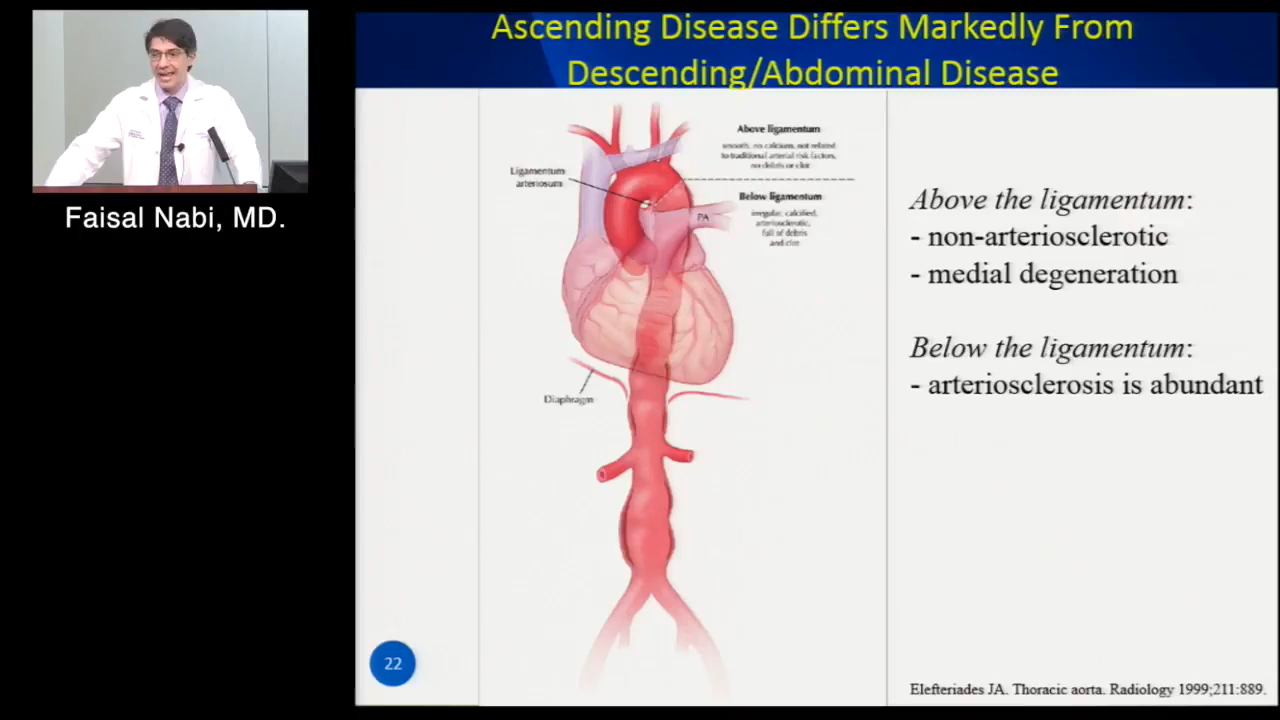 Ascending Disease Differs Markedly From
Descending/Abdominal Disease
Faisal Nabi, MD.
Ligamentum
arteriosum
Above ligamentum
smooth, no calcium, not related
to traditional arterial risk factors,
no debris or clot
Below ligamentum
irregular, calcified,
arteriosclerotic,
full of debris
and clot
PA
Diaphragm
Above the ligamentum:
- non-arteriosclerotic
- medial degeneration
Below the ligamentum:
- arteriosclerosis is abundant
22
Elefteriades JA. Thoracic aorta. Radiology 1999;211:889.